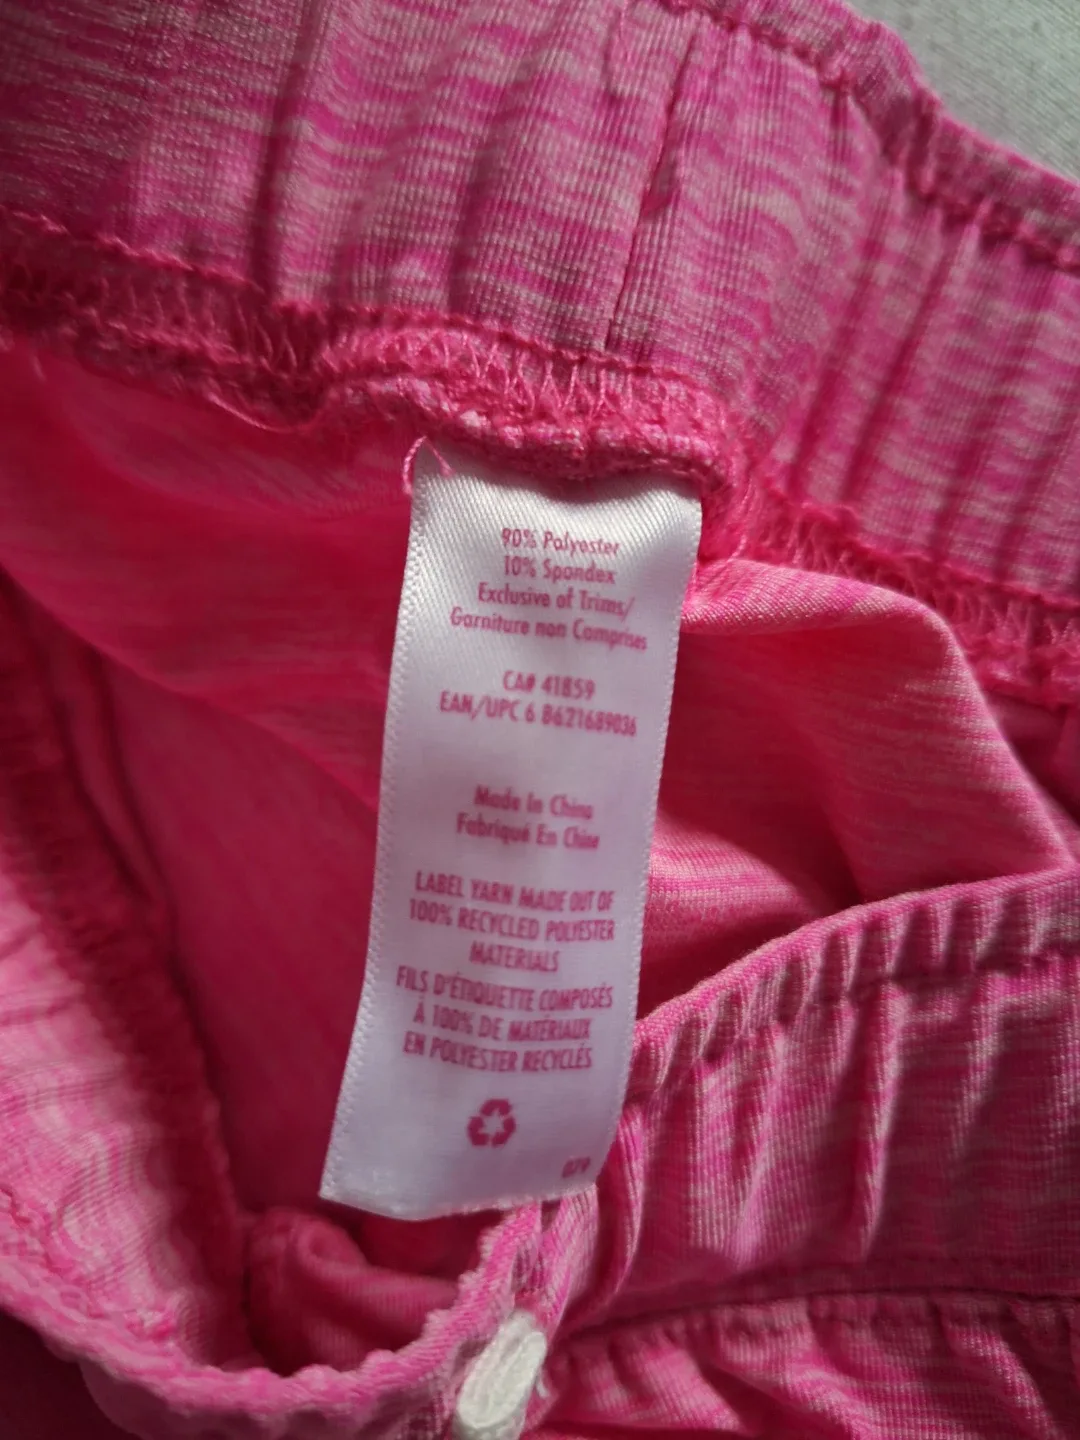 90% Polyester
10% Spandex
Exclusive of Trims/
Garniture non Comprises
CA# 41859
EAN/UPC 6 8621689036
Made In China
Fabriqué En Chine
LABEL YARN MADE OUT OF
100% RECYCLED POLYESTER
MATERIALS
FILS D'ÉTIQUETTE COMPOSÉS
À 100% DE MATÉRIAUX
EN POLYESTER RECYCLÉS
079